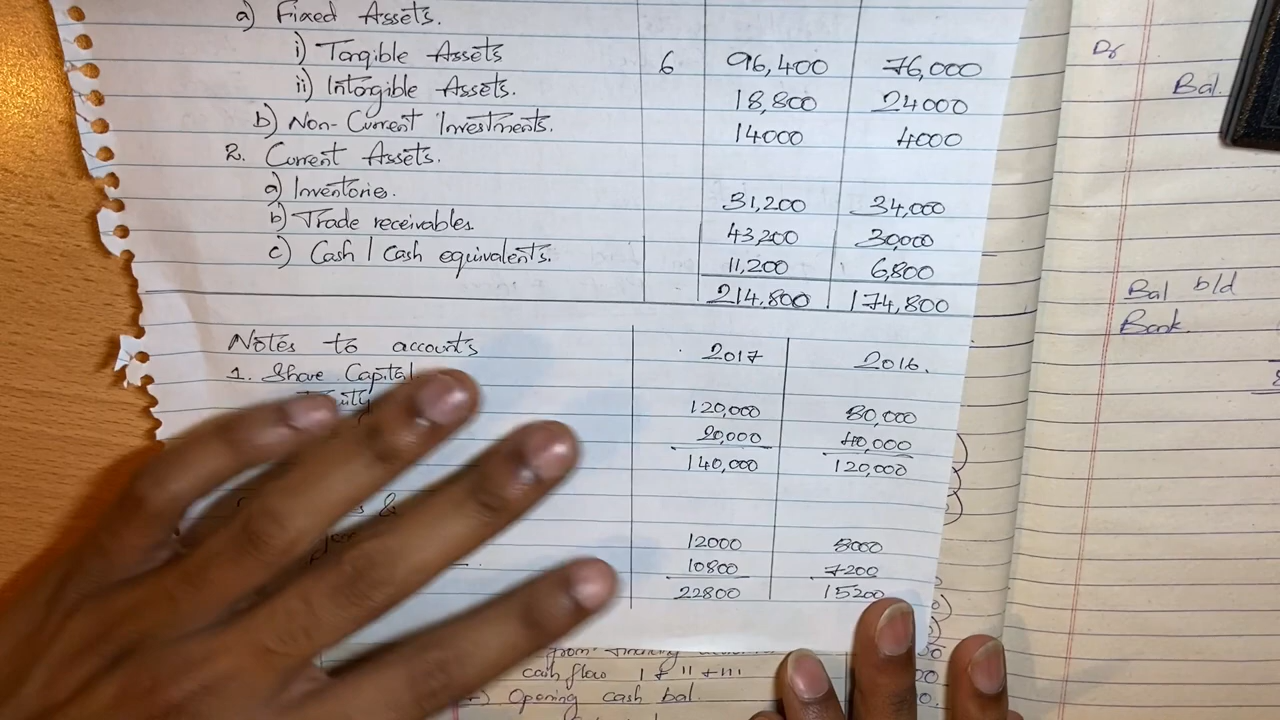 a) Fixed Assets.
i) Tangible Assets 6 96,400 76,000
ii) Intangible Assets. 18,800 24000
b) Non-Current Investments. 14000 4000
2. Current Assets.
a) Inventories. 31,200 34,000
b) Trade receivables. 43,200 30,000
c) Cash / Cash equivalents. 11,200 6,800
214,800 174,800
Notes to accounts 2017 2016.
1. Share Capital
120,000 80,000
20,000 40,000
140,000 120,000
&
12000 8000
10800 7200
22800 15200
from financing
cash flow I + II + III
Opening cash bal.
Dr
Bal.
Bal b/d
Bank.